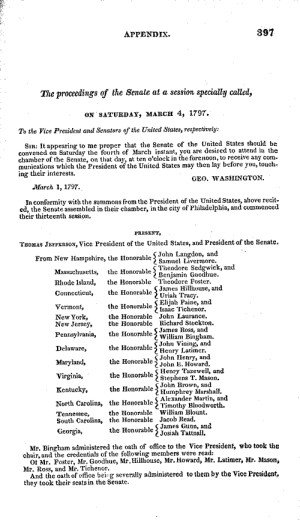 APPENDIX. 397
The proceedings of the Senate at a session specially called,
ON SATURDAY, MARCH 4, 1797.
To the Vice President and Senators of the United States, respectively:
SIR: It appearing to me proper that the Senate of the United States should be
convened on Saturday the fourth of March instant, you are desired to attend in the
chamber of the Senate, on that day, at ten o'clock in the forenoon, to receive any com-
munications which the President of the United States may then lay before you, touch-
ing their interests.
GEO. WASHINGTON.
March 1, 1797.
In conformity with the summons from the President of the United States, above recit-
ed, the Senate assembled in their chamber, in the city of Philadelphia, and commenced
their thirteenth session.
PRESENT,
THOMAS JEFFERSON, Vice President of the United States, and President of the Senate.
From New Hampshire, the Honorable { John Langdon, and
Samuel Livermore.
Massachusetts, the Honorable { Theodore Sedgwick, and
Benjamin Goodhue.
Rhode Island, the Honorable Theodore Foster.
Connecticut, the Honorable { James Hillhouse, and
Uriah Tracy.
Vermont, the Honorable { Elijah Paine, and
Isaac Tichenor.
New York, the Honorable John Laurance.
New Jersey, the Honorable Richard Stockton.
Pennsylvania, the Honorable { James Ross, and
William Bingham.
Delaware, the Honorable { John Vining, and
Henry Latimer.
Maryland, the Honorable { John Henry, and
John E. Howard.
Virginia, the Honorable { Henry Tazewell, and
Stephens T. Mason.
Kentucky, the Honorable { John Brown, and
Humphrey Marshall.
North Carolina, the Honorable { Alexander Martin, and
Timothy Bloodworth.
Tennessee, the Honorable William Blount.
South Carolina, the Honorable Jacob Read.
Georgia, the Honorable { James Gunn, and
Josiah Tattnall.
Mr. Bingham administered the oath of office to the Vice President, who took the
chair, and the credentials of the following members were read:
Of Mr. Foster, Mr. Goodhue, Mr. Hillhouse, Mr. Howard, Mr. Latimer, Mr. Mason,
Mr. Ross, and Mr. Tichenor.
And the oath of office being severally administered to them by the Vice President,
they took their seats in the Senate.